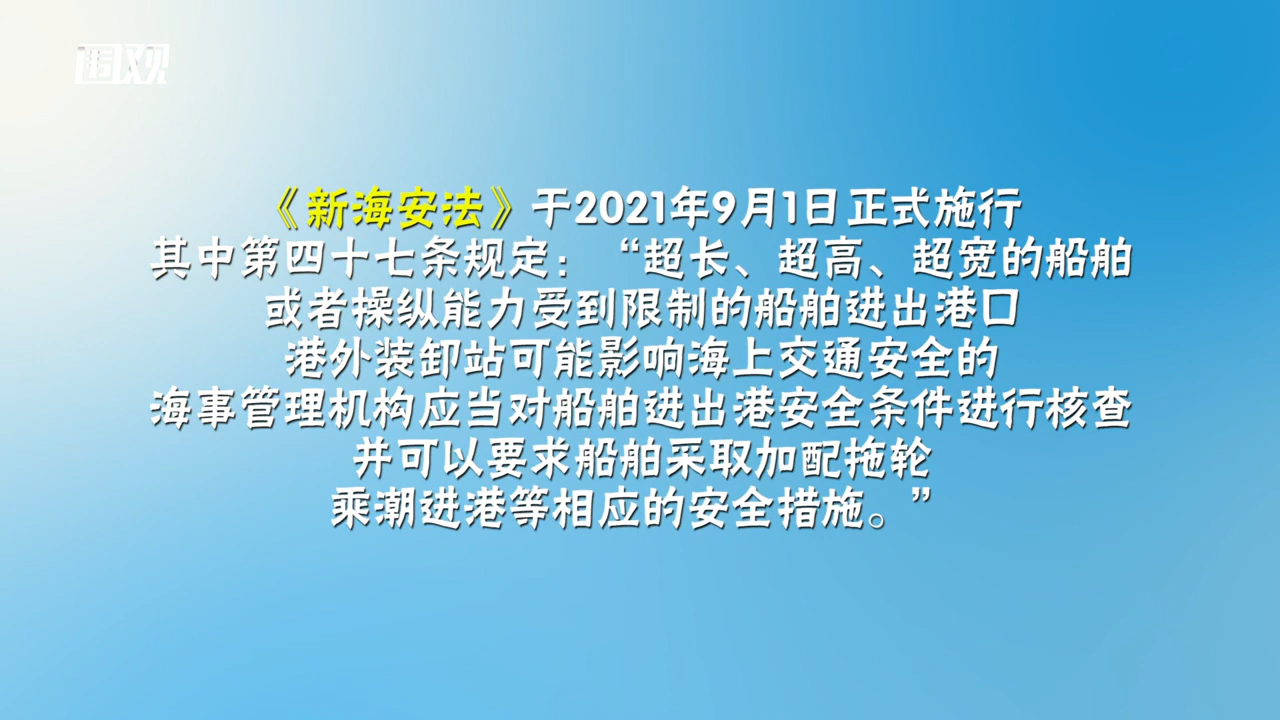 围观
《新海安法》于2021年9月1日正式施行
其中第四十七条规定：“超长、超高、超宽的船舶
或者操纵能力受到限制的船舶进出港口
港外装卸站可能影响海上交通安全的
海事管理机构应当对船舶进出港安全条件进行核查
并可以要求船舶采取加配拖轮
乘潮进港等相应的安全措施。”